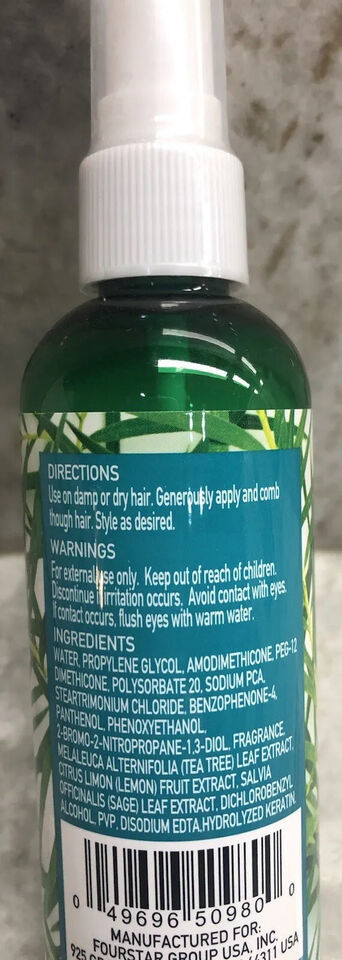 DIRECTIONS
Use on damp or dry hair. Generously apply and comb
though hair. Style as desired.
WARNINGS
For external use only. Keep out of reach of children.
Discontinue if irritation occurs. Avoid contact with eyes.
If contact occurs, flush eyes with warm water.
INGREDIENTS
WATER, PROPYLENE GLYCOL, AMODIMETHICONE, PEG-12
DIMETHICONE, POLYSORBATE 20, SODIUM PCA,
STEARTRIMONIUM CHLORIDE, BENZOPHENONE-4,
PANTHENOL, PHENOXYETHANOL,
2-BROMO-2-NITROPROPANE-1,3-DIOL, FRAGRANCE,
MELALEUCA ALTERNIFOLIA (TEA TREE) LEAF EXTRACT,
CITRUS LIMON (LEMON) FRUIT EXTRACT, SALVIA
OFFICINALIS (SAGE) LEAF EXTRACT, DICHLOROBENZYL
ALCOHOL, PVP, DISODIUM EDTA,HYDROLYZED KERATIN.
0 49696 50980 0
MANUFACTURED FOR:
FOURSTAR GROUP USA, INC.
925 USA